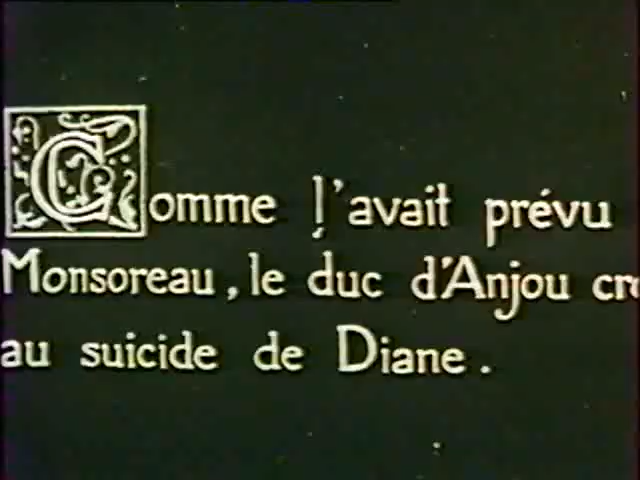 Comme l'avait prévu
Monsoreau, le duc d'Anjou
au suicide de Diane.